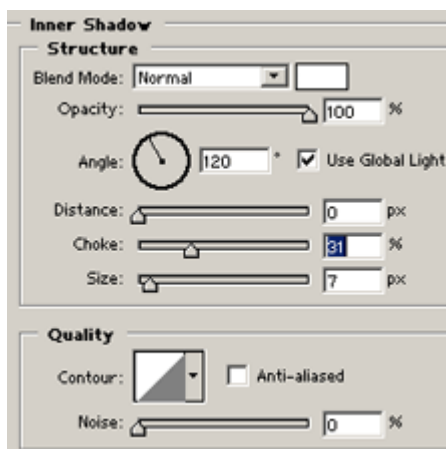 Inner Shadow
Structure
Blend Mode: Normal
Opacity: 100 %
Angle: 120 ° Use Global Light
Distance: 0 px
Choke: 31 %
Size: 7 px
Quality
Contour: Anti-aliased
Noise: 0 %